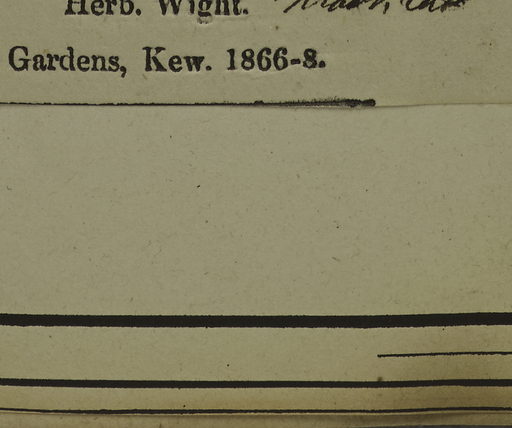 Herb. Wight.
Gardens, Kew. 1866-8.